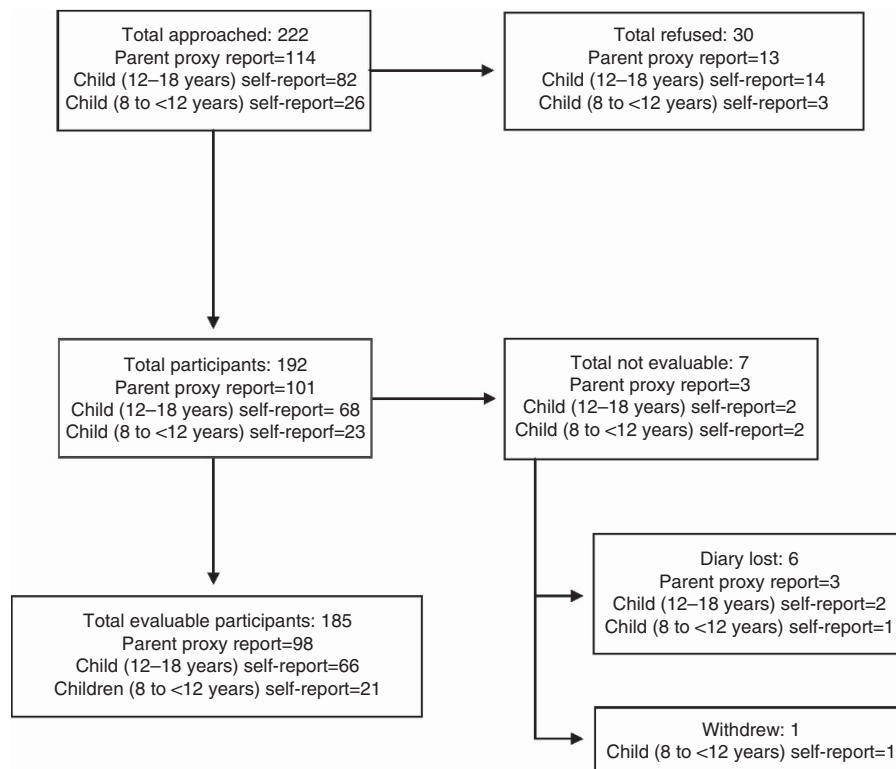 Total approached: 222
Parent proxy report=114
Child (12–18 years) self-report=82
Child (8 to <12 years) self-report=26
Total refused: 30
Parent proxy report=13
Child (12–18 years) self-report=14
Child (8 to <12 years) self-report=3
Total participants: 192
Parent proxy report=101
Child (12–18 years) self-report= 68
Child (8 to <12 years) self-report=23
Total not evaluable: 7
Parent proxy report=3
Child (12–18 years) self-report=2
Child (8 to <12 years) self-report=2
Diary lost: 6
Parent proxy report=3
Child (12–18 years) self-report=2
Child (8 to <12 years) self-report=1
Total evaluable participants: 185
Parent proxy report=98
Child (12–18 years) self-report=66
Children (8 to <12 years) self-report=21
Withdrew: 1
Child (8 to <12 years) self-report=1